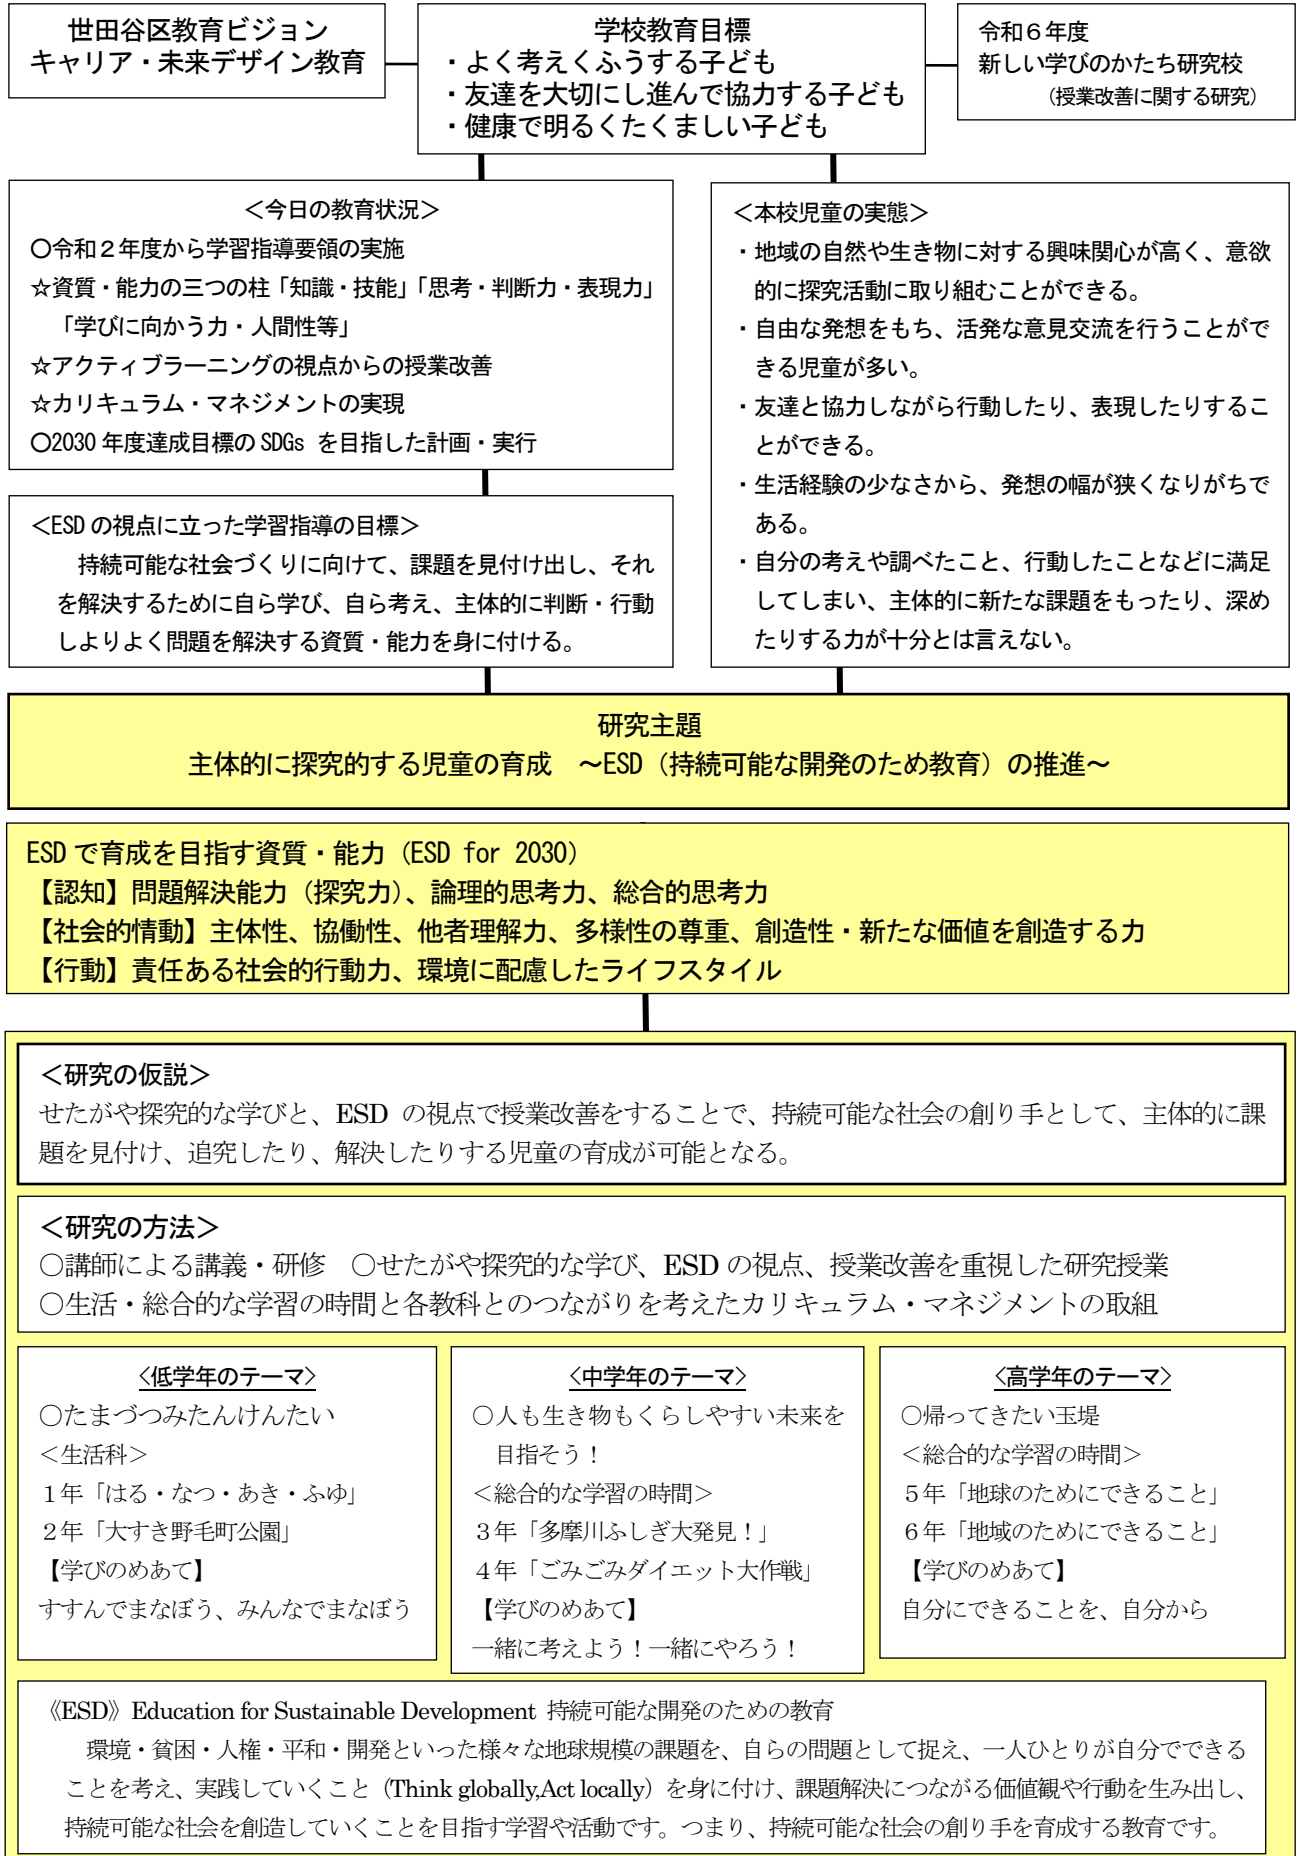 世田谷区教育ビジョン
キャリア・未来デザイン教育
学校教育目標
・よく考えくふうする子ども
・友達を大切にし進んで協力する子ども
・健康で明るくたくましい子ども
令和６年度
新しい学びのかたち研究校
（授業改善に関する研究）
＜今日の教育状況＞
〇令和２年度から学習指導要領の実施
☆資質・能力の三つの柱「知識・技能」「思考・判断力・表現力」
「学びに向かう力・人間性等」
☆アクティブラーニングの視点からの授業改善
☆カリキュラム・マネジメントの実現
〇2030 年度達成目標の SDGs を目指した計画・実行
＜ESD の視点に立った学習指導の目標＞
持続可能な社会づくりに向けて、課題を見付け出し、それ
を解決するために自ら学び、自ら考え、主体的に判断・行動
しよりよく問題を解決する資質・能力を身に付ける。
＜本校児童の実態＞
・地域の自然や生き物に対する興味関心が高く、意欲
的に探究活動に取り組むことができる。
・自由な発想をもち、活発な意見交流を行うことがで
きる児童が多い。
・友達と協力しながら行動したり、表現したりするこ
とができる。
・生活経験の少なさから、発想の幅が狭くなりがちで
ある。
・自分の考えや調べたこと、行動したことなどに満足
してしまい、主体的に新たな課題をもったり、深め
たりする力が十分とは言えない。
研究主題
主体的に探究的する児童の育成　～ESD（持続可能な開発のため教育）の推進～
ESD で育成を目指す資質・能力（ESD for 2030）
【認知】問題解決能力（探究力）、論理的思考力、総合的思考力
【社会的情動】主体性、協働性、他者理解力、多様性の尊重、創造性・新たな価値を創造する力
【行動】責任ある社会的行動力、環境に配慮したライフスタイル
＜研究の仮説＞
せたがや探究的な学びと、ESD の視点で授業改善をすることで、持続可能な社会の創り手として、主体的に課
題を見付け、追究したり、解決したりする児童の育成が可能となる。
＜研究の方法＞
〇講師による講義・研修　〇せたがや探究的な学び、ESD の視点、授業改善を重視した研究授業
〇生活・総合的な学習の時間と各教科とのつながりを考えたカリキュラム・マネジメントの取組
〈低学年のテーマ〉
〇たまづつみたんけんたい
＜生活科＞
１年「はる・なつ・あき・ふゆ」
２年「大すき野毛町公園」
【学びのめあて】
すすんでまなぼう、みんなでまなぼう
〈中学年のテーマ〉
〇人も生き物もくらしやすい未来を
目指そう！
＜総合的な学習の時間＞
３年「多摩川ふしぎ大発見！」
４年「ごみごみダイエット大作戦」
【学びのめあて】
一緒に考えよう！一緒にやろう！
〈高学年のテーマ〉
〇帰ってきたい玉堤
＜総合的な学習の時間＞
５年「地球のためにできること」
６年「地域のためにできること」
【学びのめあて】
自分にできることを、自分から
《ESD》Education for Sustainable Development 持続可能な開発のための教育
環境・貧困・人権・平和・開発といった様々な地球規模の課題を、自らの問題として捉え、一人ひとりが自分でできる
ことを考え、実践していくこと（Think globally,Act locally）を身に付け、課題解決につながる価値観や行動を生み出し、
持続可能な社会を創造していくことを目指す学習や活動です。つまり、持続可能な社会の創り手を育成する教育です。